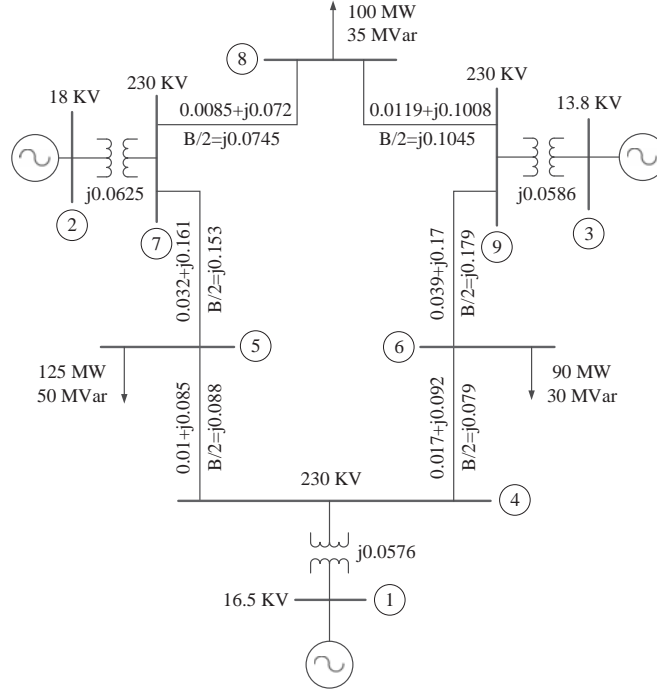 100 MW
35 MVar
8
230 KV
230 KV
18 KV
13.8 KV
0.0085+j0.072
0.0119+j0.1008
B/2=j0.0745
B/2=j0.1045
j0.0625
j0.0586
2
7
9
3
0.032+j0.161
B/2=j0.153
0.039+j0.17
B/2=j0.179
5
6
125 MW
50 MVar
90 MW
30 MVar
0.01+j0.085
B/2=j0.088
0.017+j0.092
B/2=j0.079
230 KV
4
j0.0576
16.5 KV
1